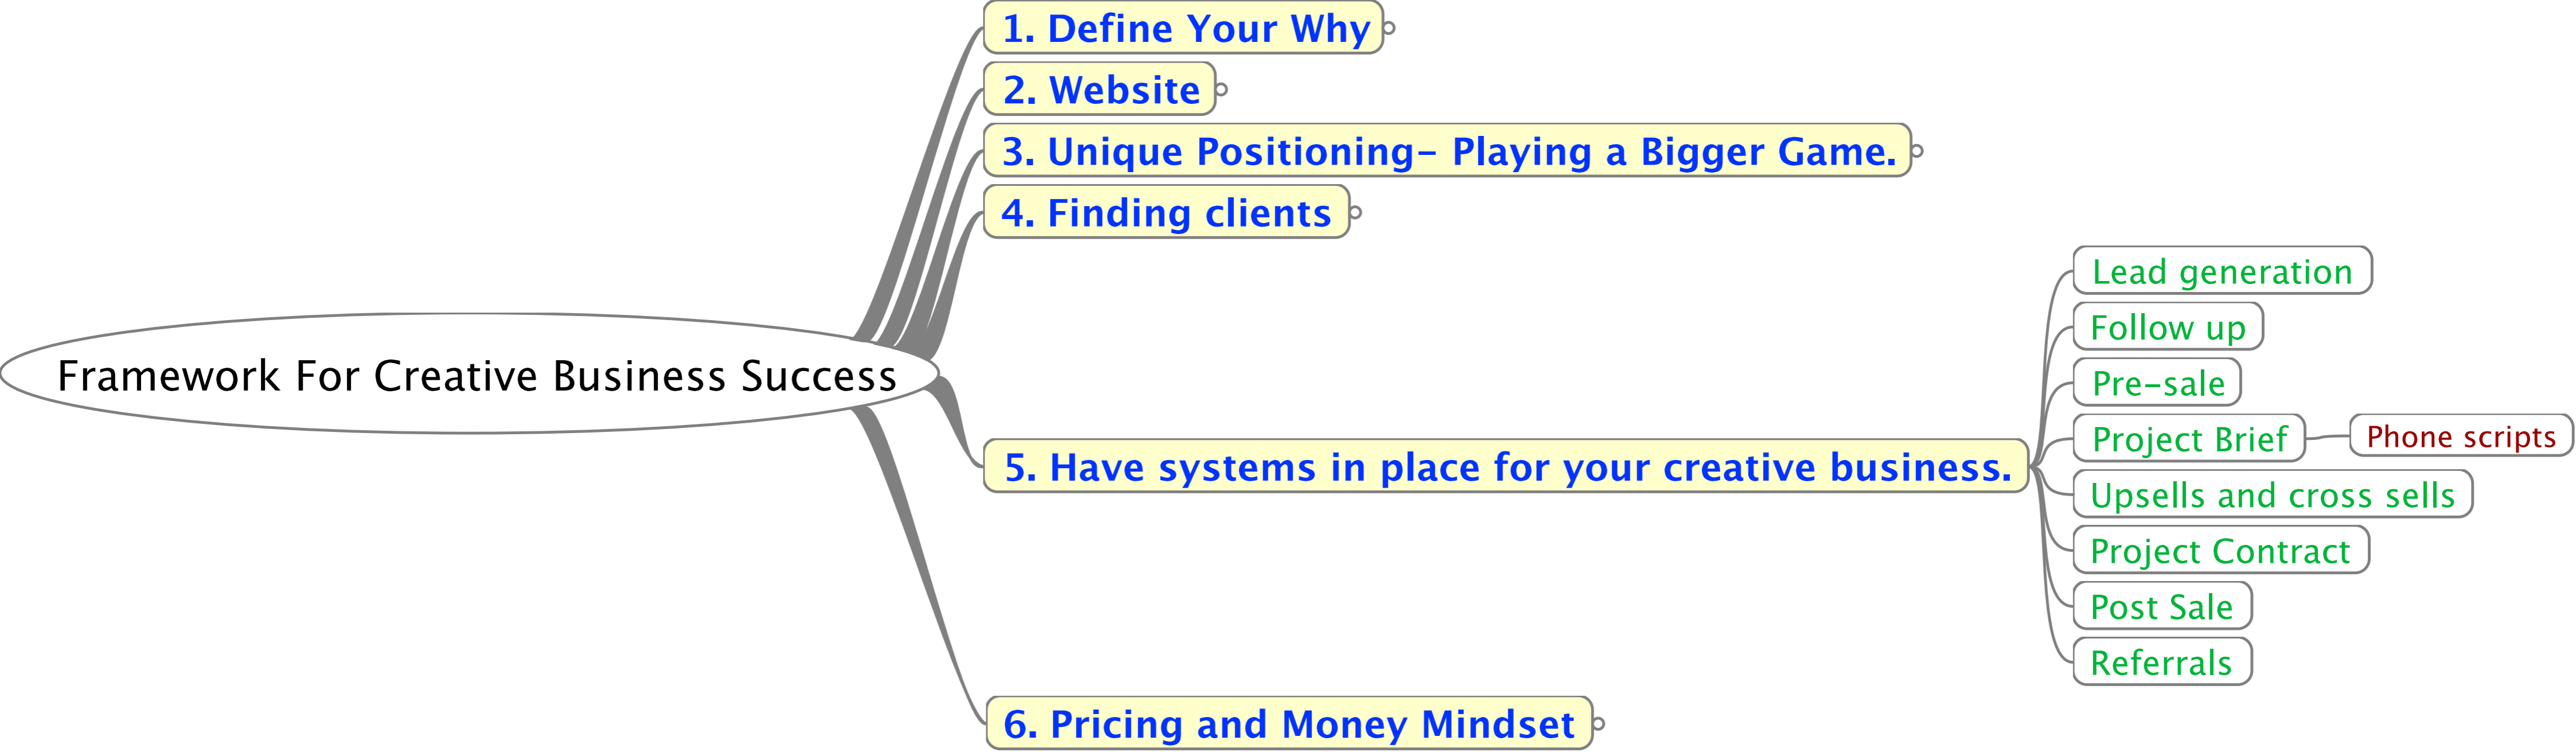 1. Define Your Why
2. Website
3. Unique Positioning- Playing a Bigger Game.
4. Finding clients
Framework For Creative Business Success
5. Have systems in place for your creative business.
Lead generation
Follow up
Pre-sale
Project Brief
Phone scripts
Upsells and cross sells
Project Contract
Post Sale
Referrals
6. Pricing and Money Mindset